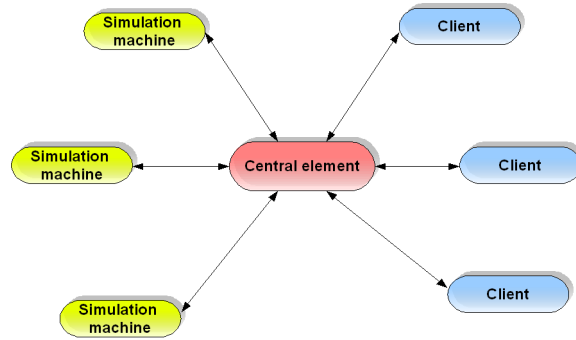 Simulation
machine
Client
Simulation
machine
Central element
Client
Simulation
machine
Client